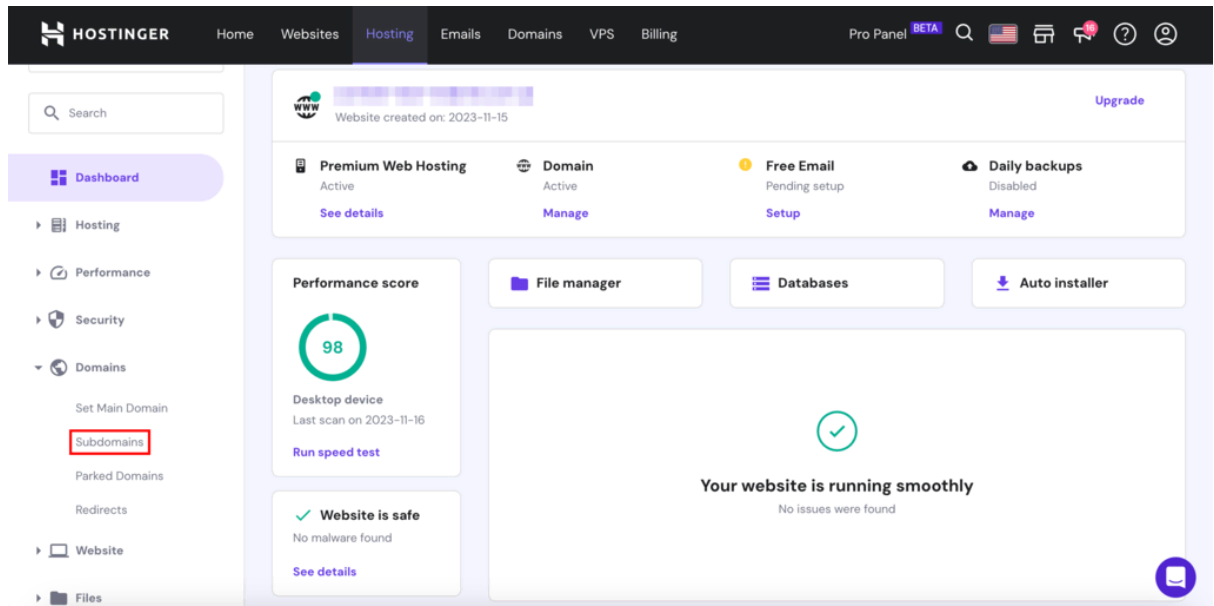 HOSTINGER Home Websites Hosting Emails Domains VPS Billing Pro Panel BETA 16
Search
Dashboard
Hosting
Performance
Security
Domains
Set Main Domain
Subdomains
Parked Domains
Redirects
Website
Files
www
Website created on: 2023-11-15
Upgrade
Premium Web Hosting
Active
See details
Domain
Active
Manage
Free Email
Pending setup
Setup
Daily backups
Disabled
Manage
Performance score
98
Desktop device
Last scan on 2023-11-16
Run speed test
File manager
Databases
Auto installer
Your website is running smoothly
No issues were found
Website is safe
No malware found
See details